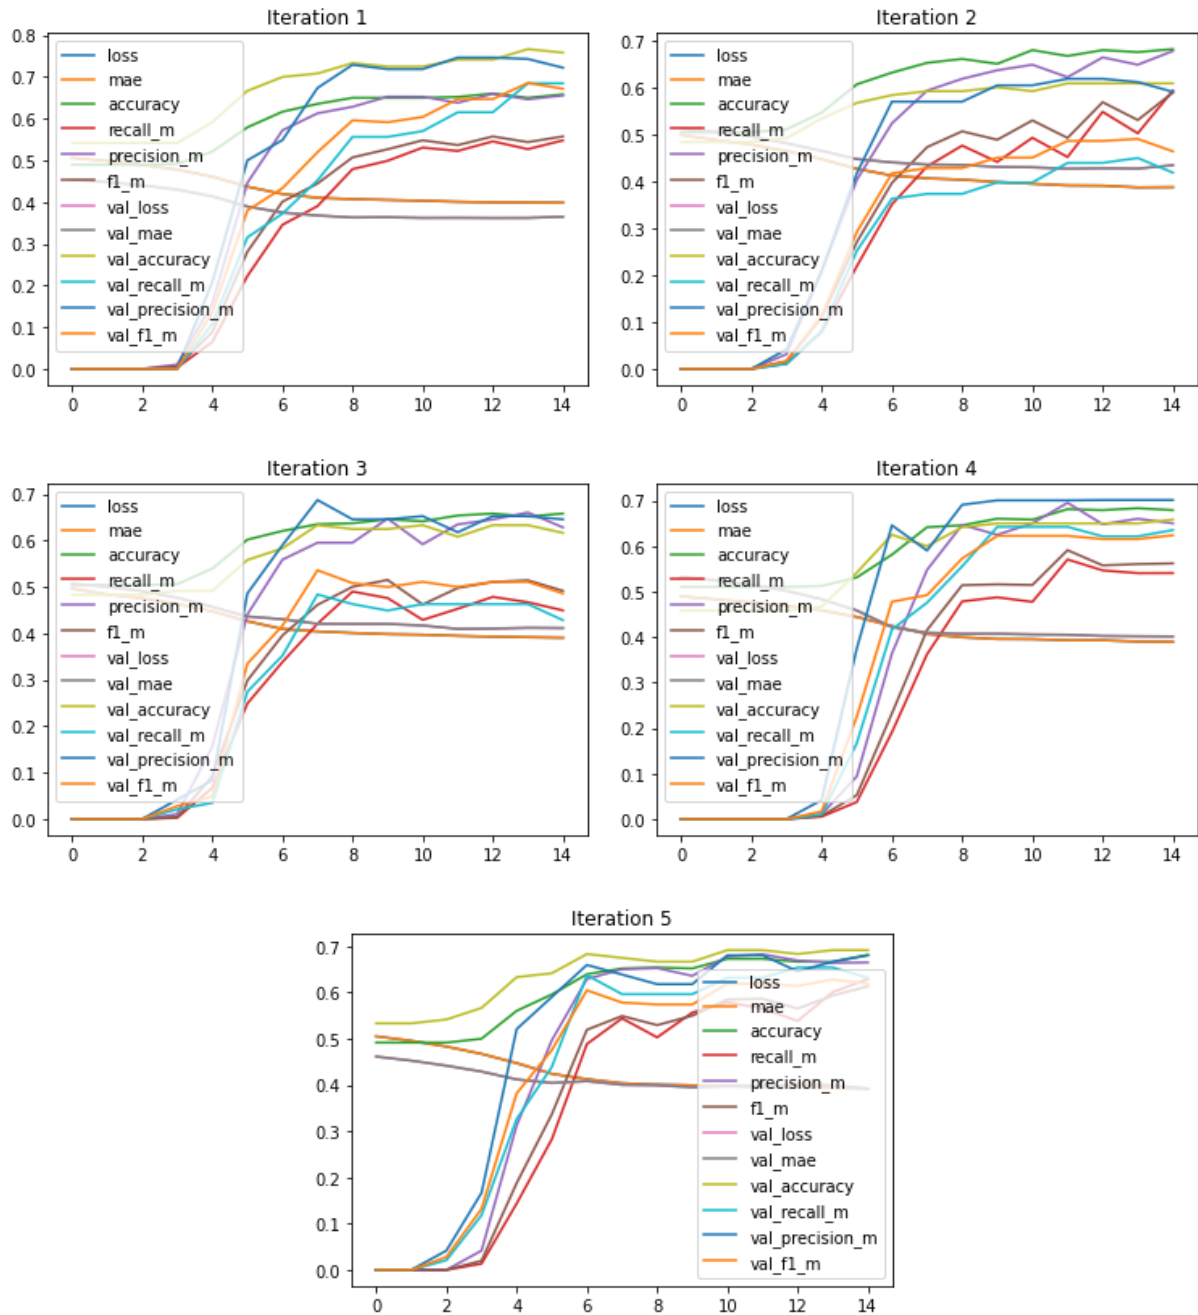 Iteration 1
0.8
0.7
0.6
0.5
0.4
0.3
0.2
0.1
0.0
loss
mae
accuracy
recall_m
precision_m
f1_m
val_loss
val_mae
val_accuracy
val_recall_m
val_precision_m
val_f1_m
0 2 4 6 8 10 12 14
Iteration 2
0.7
0.6
0.5
0.4
0.3
0.2
0.1
0.0
loss
mae
accuracy
recall_m
precision_m
f1_m
val_loss
val_mae
val_accuracy
val_recall_m
val_precision_m
val_f1_m
0 2 4 6 8 10 12 14
Iteration 3
0.7
0.6
0.5
0.4
0.3
0.2
0.1
0.0
loss
mae
accuracy
recall_m
precision_m
f1_m
val_loss
val_mae
val_accuracy
val_recall_m
val_precision_m
val_f1_m
0 2 4 6 8 10 12 14
Iteration 4
0.7
0.6
0.5
0.4
0.3
0.2
0.1
0.0
loss
mae
accuracy
recall_m
precision_m
f1_m
val_loss
val_mae
val_accuracy
val_recall_m
val_precision_m
val_f1_m
0 2 4 6 8 10 12 14
Iteration 5
0.7
0.6
0.5
0.4
0.3
0.2
0.1
0.0
loss
mae
accuracy
recall_m
precision_m
f1_m
val_loss
val_mae
val_accuracy
val_recall_m
val_precision_m
val_f1_m
0 2 4 6 8 10 12 14